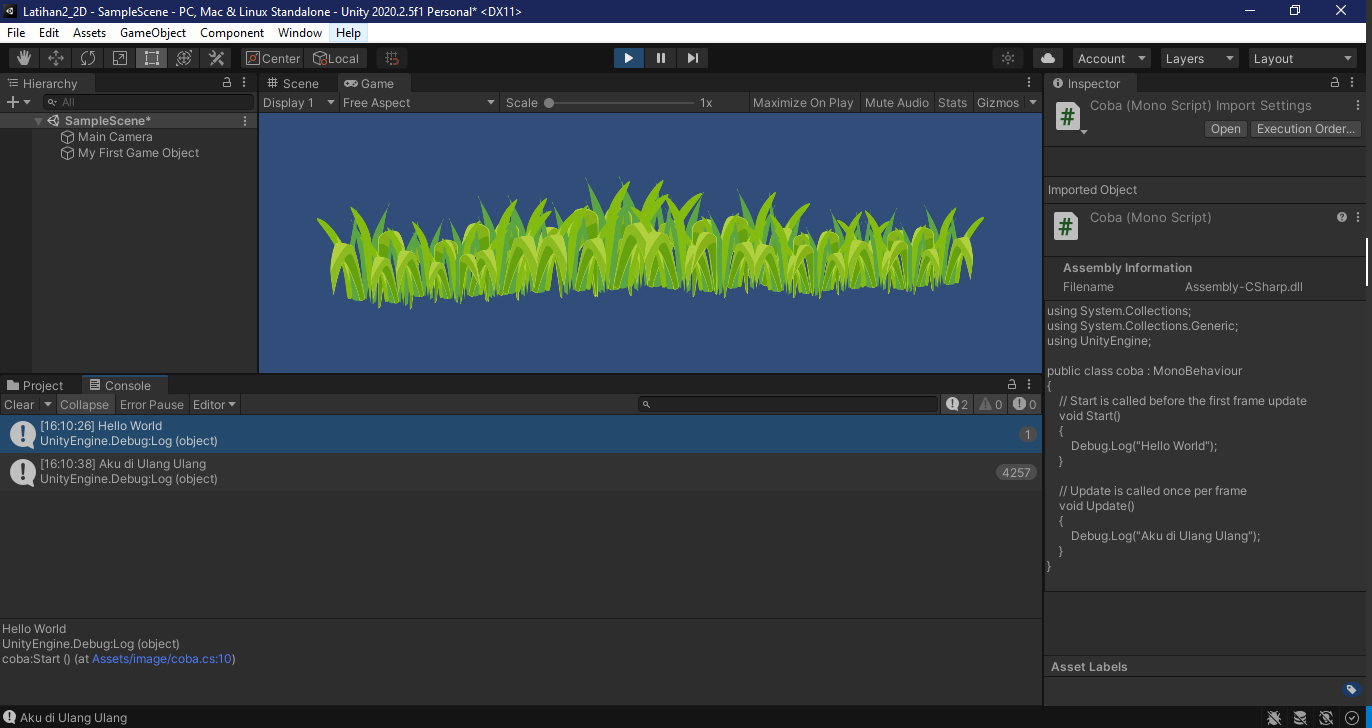 Latihan2_2D - SampleScene - PC, Mac & Linux Standalone - Unity 2020.2.5f1 Personal* <DX11>
File Edit Assets GameObject Component Window Help
Center Local Account Layers Layout
Hierarchy
All
SampleScene*
Main Camera
My First Game Object
Scene Game
Display 1 Free Aspect Scale 1x Maximize On Play Mute Audio Stats Gizmos
Inspector
Coba (Mono Script) Import Settings
Open Execution Order...
Imported Object
Coba (Mono Script)
Assembly Information
Filename Assembly-CSharp.dll
using System.Collections;
using System.Collections.Generic;
using UnityEngine;
public class coba : MonoBehaviour
{
// Start is called before the first frame update
void Start()
{
Debug.Log("Hello World");
}
// Update is called once per frame
void Update()
{
Debug.Log("Aku di Ulang Ulang");
}
}
Asset Labels
Project Console
Clear Collapse Error Pause Editor 2 0 0
[16:10:26] Hello World
UnityEngine.Debug:Log (object)
1
[16:10:38] Aku di Ulang Ulang
UnityEngine.Debug:Log (object)
4257
Hello World
UnityEngine.Debug:Log (object)
coba:Start () (at Assets/image/coba.cs:10)
Aku di Ulang Ulang